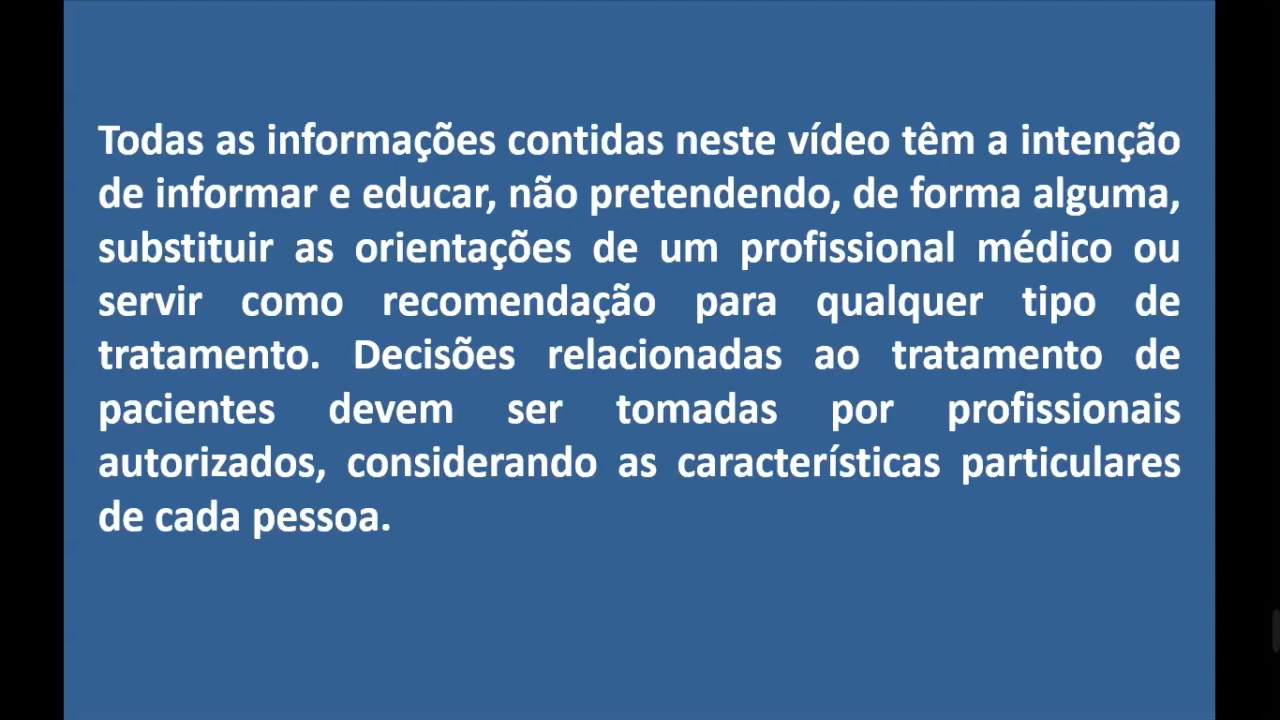 Todas as informações contidas neste vídeo têm a intenção
de informar e educar, não pretendendo, de forma alguma,
substituir as orientações de um profissional médico ou
servir como recomendação para qualquer tipo de
tratamento. Decisões relacionadas ao tratamento de
pacientes devem ser tomadas por profissionais
autorizados, considerando as características particulares
de cada pessoa.